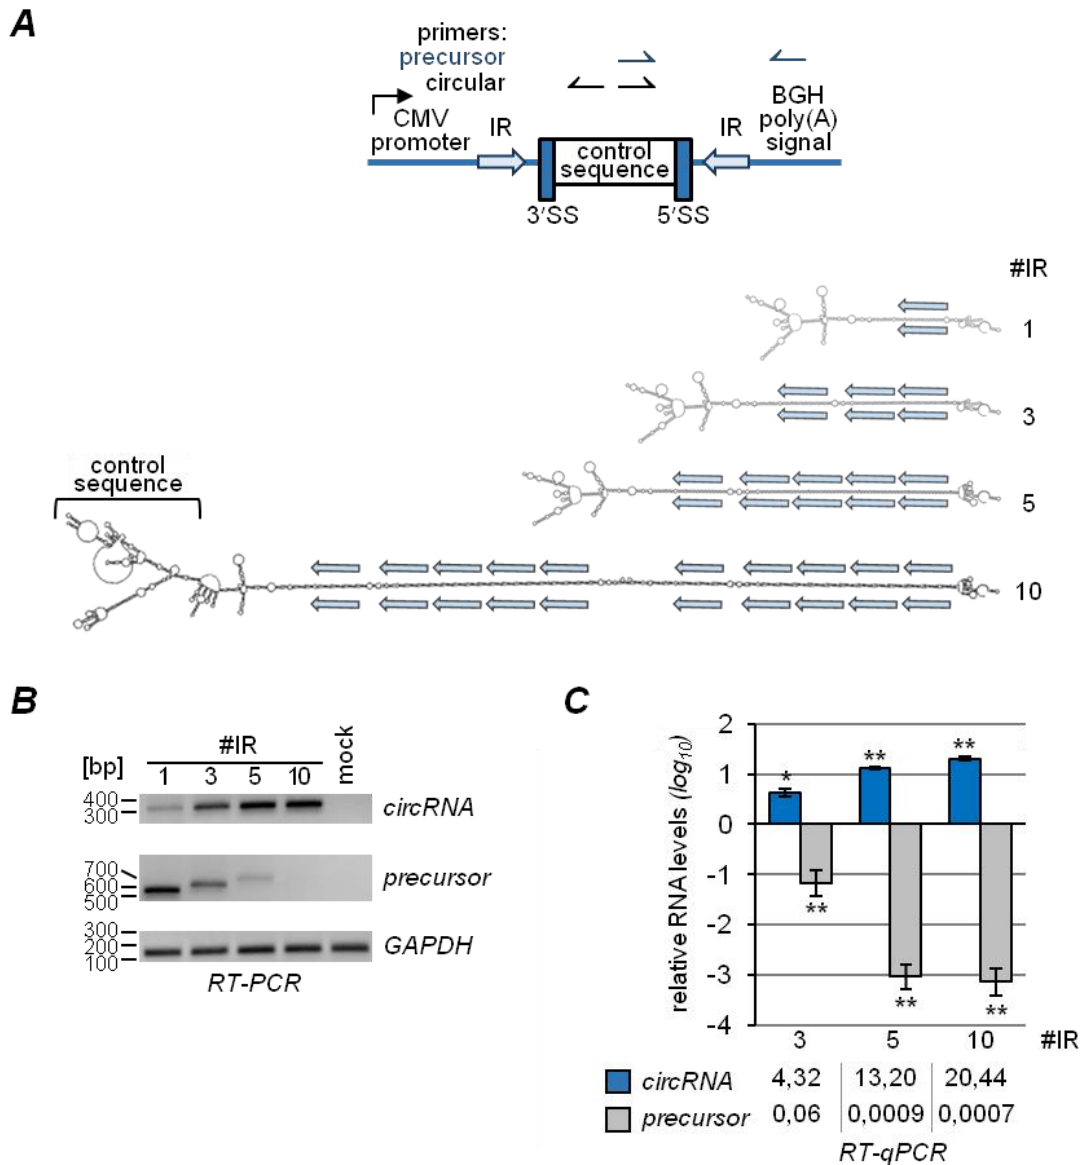 A
primers:
precursor
circular
CMV
promoter
IR
control
sequence
IR
BGH
poly(A)
signal
3′SS
5′SS
#IR
1
3
5
10
control
sequence
B
#IR
mock
[bp]
1 3 5 10
400
300
circRNA
700
600
500
precursor
300
200
100
GAPDH
RT-PCR
C
relative RNA levels (log10)
2
1
0
-1
-2
-3
-4
* ** **
** ** **
3 5 10 #IR
circRNA 4,32 13,20 20,44
precursor 0,06 0,0009 0,0007
RT-qPCR